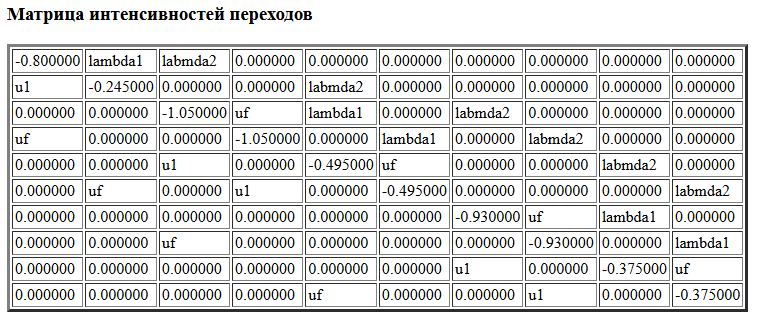 Матрица интенсивностей переходов
-0.800000 lambda1 labmda2 0.000000 0.000000 0.000000 0.000000 0.000000 0.000000 0.000000
u1 -0.245000 0.000000 0.000000 labmda2 0.000000 0.000000 0.000000 0.000000 0.000000
0.000000 0.000000 -1.050000 uf lambda1 0.000000 labmda2 0.000000 0.000000 0.000000
uf 0.000000 0.000000 -1.050000 0.000000 lambda1 0.000000 labmda2 0.000000 0.000000
0.000000 0.000000 u1 0.000000 -0.495000 uf 0.000000 0.000000 labmda2 0.000000
0.000000 uf 0.000000 u1 0.000000 -0.495000 0.000000 0.000000 0.000000 labmda2
0.000000 0.000000 0.000000 0.000000 0.000000 0.000000 -0.930000 uf lambda1 0.000000
0.000000 0.000000 uf 0.000000 0.000000 0.000000 0.000000 -0.930000 0.000000 lambda1
0.000000 0.000000 0.000000 0.000000 0.000000 0.000000 u1 0.000000 -0.375000 uf
0.000000 0.000000 0.000000 0.000000 uf 0.000000 0.000000 u1 0.000000 -0.375000